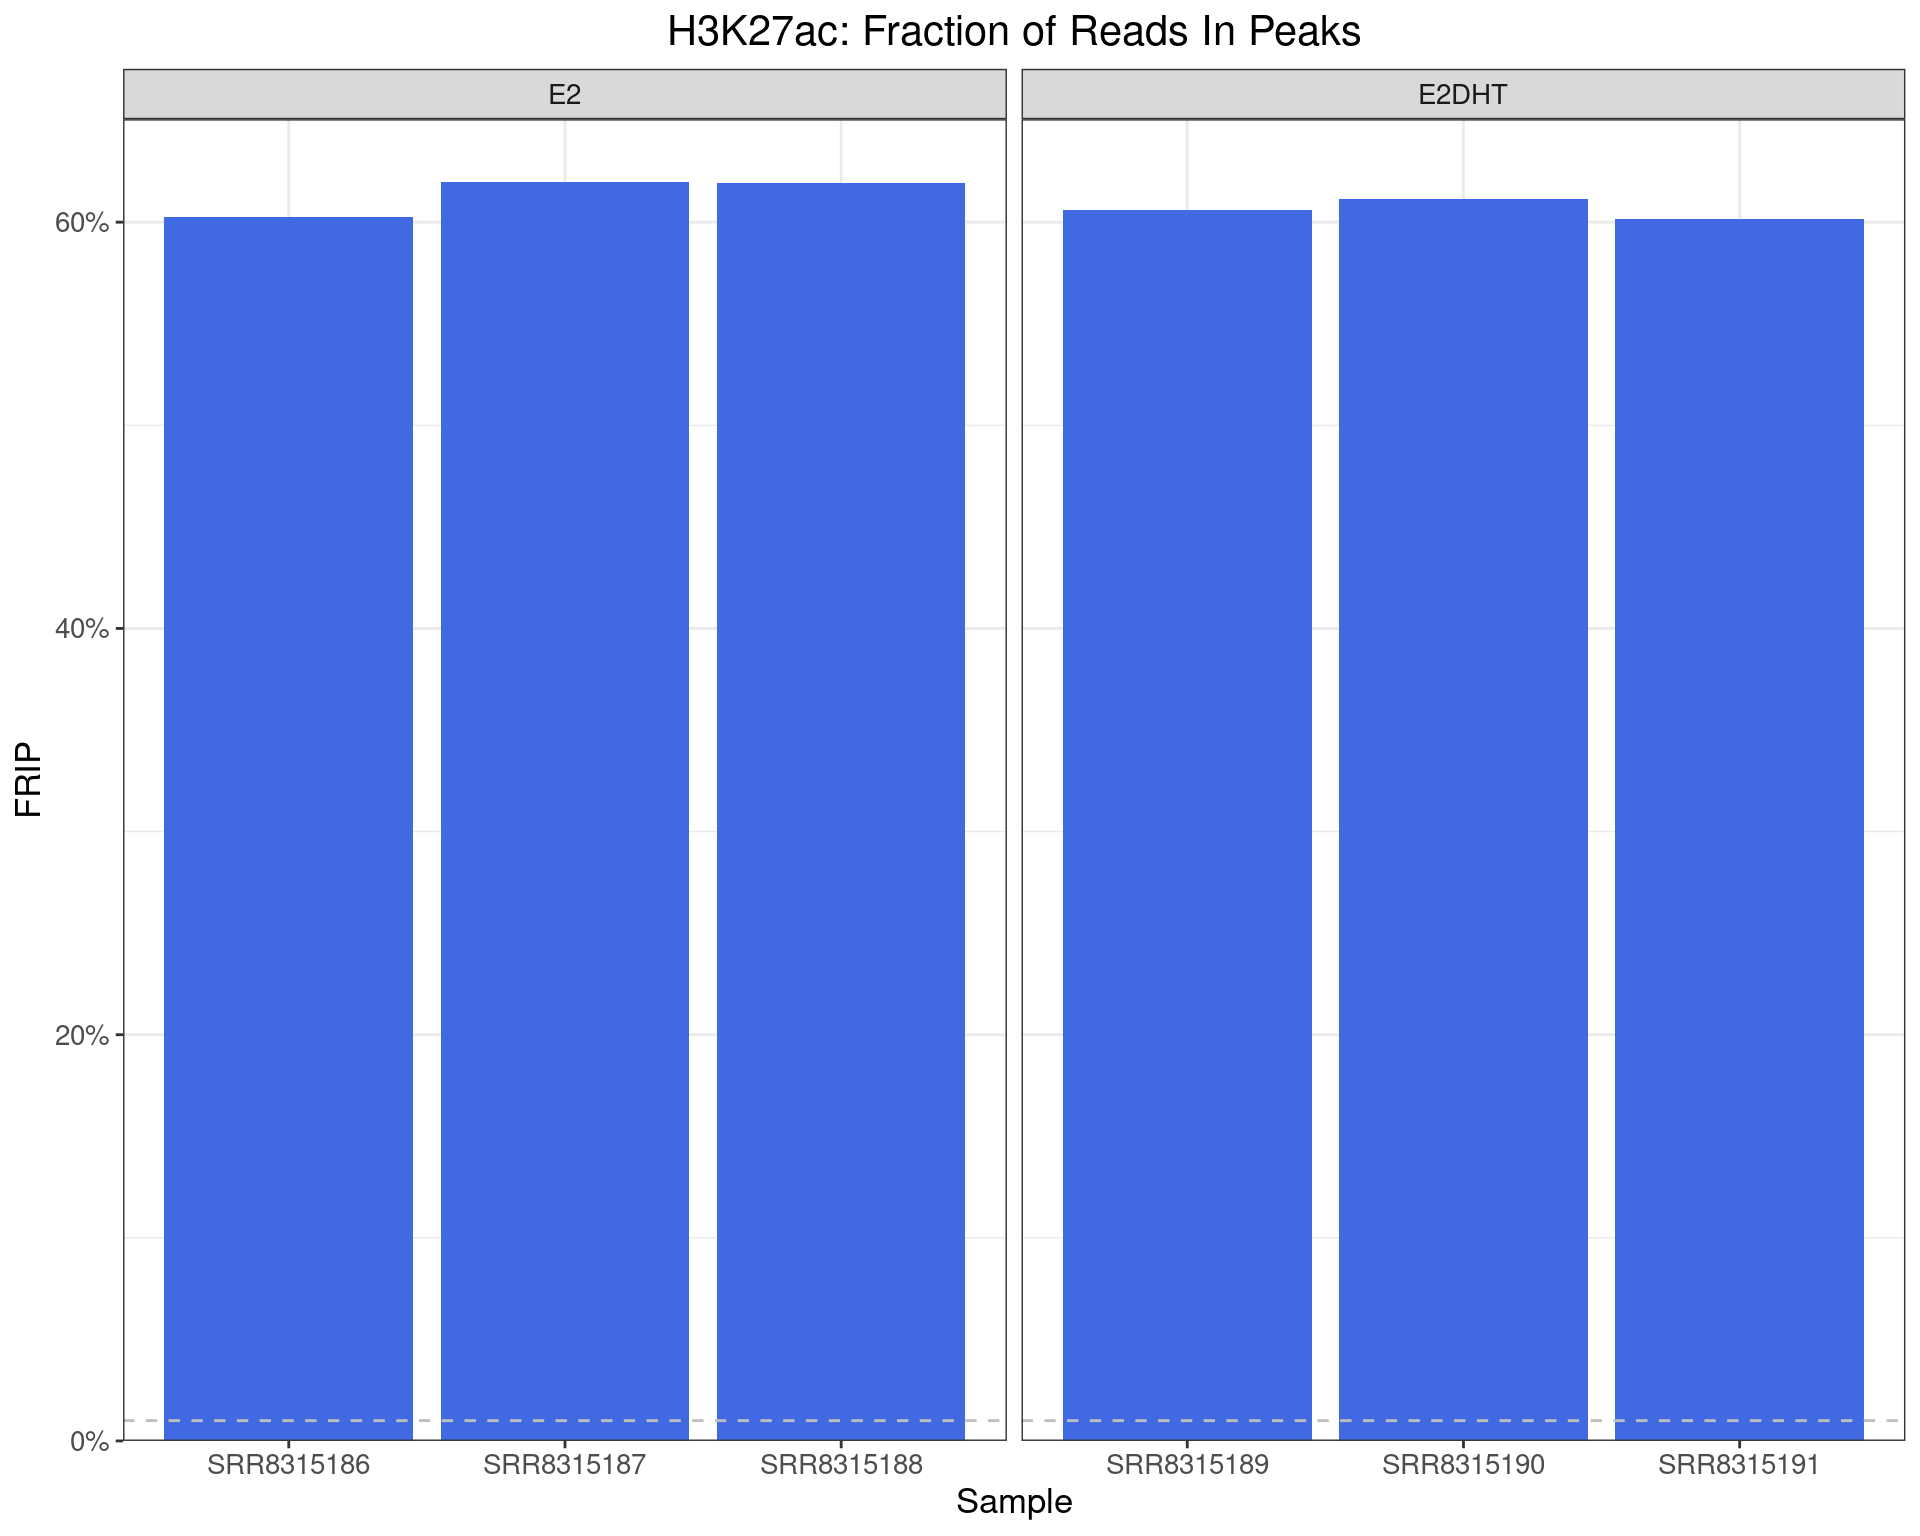 H3K27ac: Fraction of Reads In Peaks
E2
E2DHT
60%
40%
20%
0%
FRIP
SRR8315186
SRR8315187
SRR8315188
SRR8315189
SRR8315190
SRR8315191
Sample